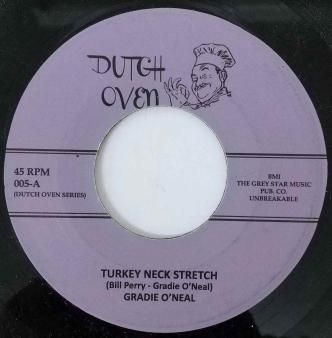 DUTCH
OVEN
45 RPM
005-A
(DUTCH OVEN SERIES)
BMI
THE GREY STAR MUSIC
PUB. CO.
UNBREAKABLE
TURKEY NECK STRETCH
(Bill Perry - Gradie O'Neal)
GRADIE O'NEAL